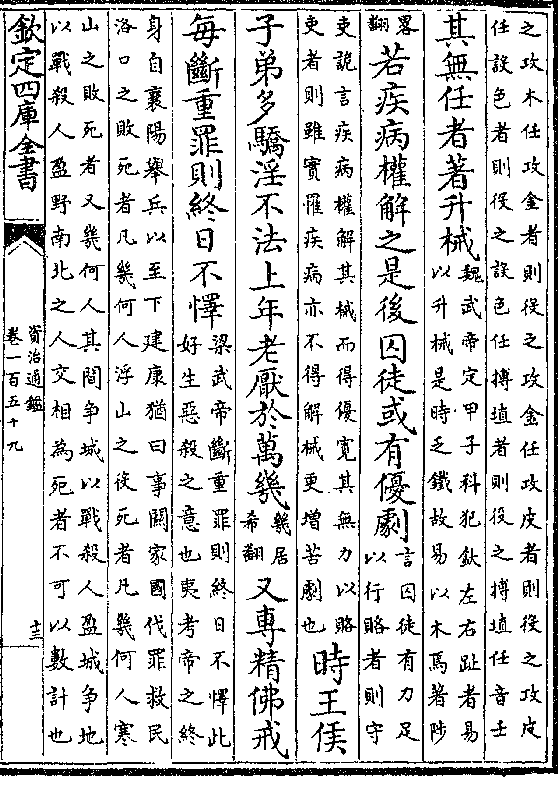 之攻木任攻金者則役之攻金任攻皮者則役之攻皮
任設色者則役之設色任摶埴者則役之摶埴任音壬
其無任者著升械
魏武帝定甲子科犯釱左右趾者易
以升械是時乏鐵故易以木焉著陟
畧
翻
若疾病權解之是後囚徒或有優劇
言囚徒有力足
以行賂者則守
吏詭言疾病權解其械而得優寛其無力以賂
吏者則雖實罹疾病亦不得解械更增苦劇也
時王侯
子弟多驕淫不法上年老厭於萬幾
幾居
希翻
又專精佛戒
每斷重罪則終日不懌
梁武帝斷重罪則終日不懌此
好生惡殺之意也夷考帝之終
身自襄陽舉兵以至下建康猶曰事關家國伐罪救民
洛口之敗死者凡幾何人浮山之役死者凡幾何人寒
山之敗死者又幾何人其間争城以戰殺人盈城争地
以戰殺人盈野南北之人交相為死者不可以數計也
欽定四庫全書
資治通鑑
卷一百五十九
十三